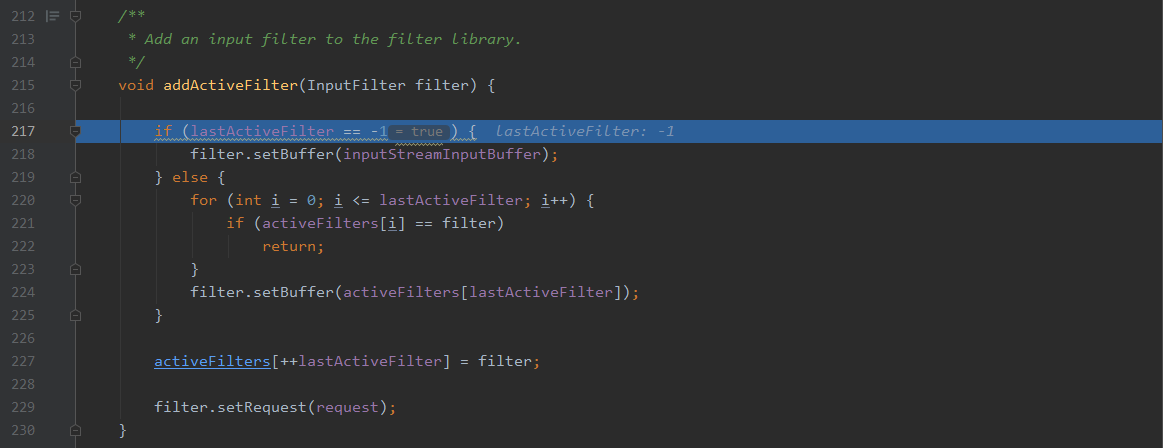 212 /**
213 * Add an input filter to the filter library.
214 */
215 void addActiveFilter(InputFilter filter) {
216
217 if (lastActiveFilter == -1 = true ) { lastActiveFilter: -1
218 filter.setBuffer(inputStreamInputBuffer);
219 } else {
220 for (int i = 0; i <= lastActiveFilter; i++) {
221 if (activeFilters[i] == filter)
222 return;
223 }
224 filter.setBuffer(activeFilters[lastActiveFilter]);
225 }
226
227 activeFilters[++lastActiveFilter] = filter;
228
229 filter.setRequest(request);
230 }